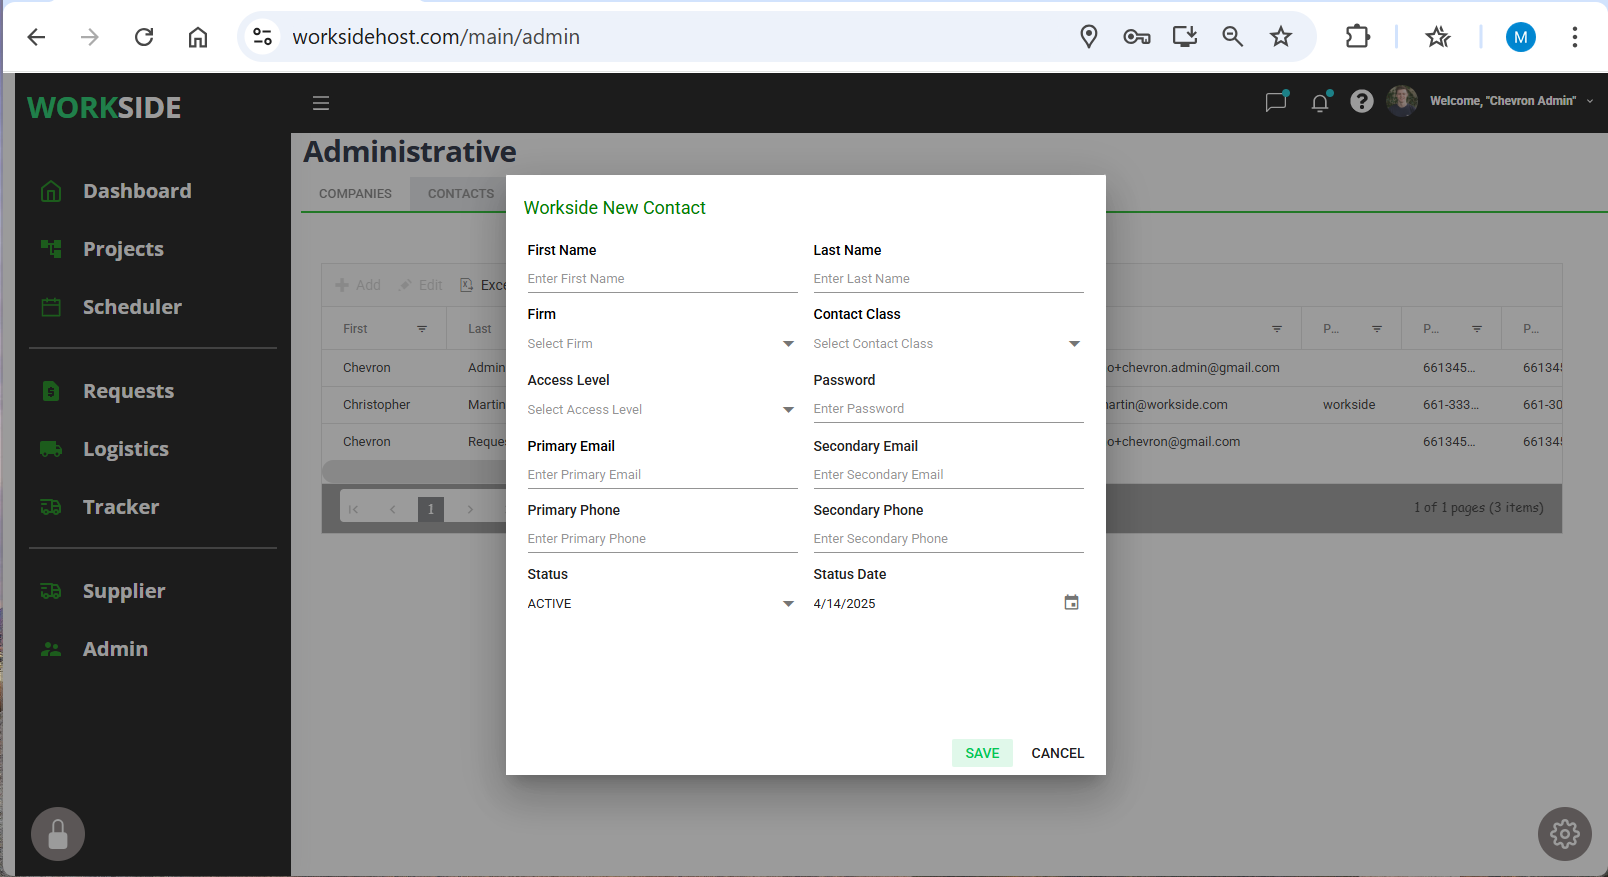 worksidehost.com/main/admin
M
WORKSIDE
Welcome, "Chevron Admin"
Dashboard
Projects
Scheduler
Requests
Logistics
Tracker
Supplier
Admin
Administrative
COMPANIES
CONTACTS
Add
Edit
Exce
First
Last
P...
P...
P...
Chevron
Admin
o+chevron.admin@gmail.com
661345...
66134
Christopher
Martin
artin@workside.com
workside
661-333...
661-30
Chevron
Reque
o+chevron@gmail.com
661345...
66134
1
1 of 1 pages (3 items)
Workside New Contact
First Name
Last Name
Enter First Name
Enter Last Name
Firm
Contact Class
Select Firm
Select Contact Class
Access Level
Password
Select Access Level
Enter Password
Primary Email
Secondary Email
Enter Primary Email
Enter Secondary Email
Primary Phone
Secondary Phone
Enter Primary Phone
Enter Secondary Phone
Status
Status Date
ACTIVE
4/14/2025
SAVE
CANCEL